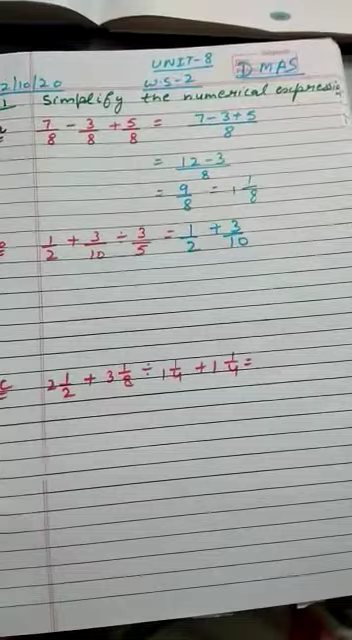 UNIT-8
2/10/20 W.S-2 DMAS
1 Simplify the numerical expressio
7/8 - 3/8 + 5/8 = 7-3+5/8
= 12-3/8
= 9/8 = 1 1/8
1/2 + 3/10 ÷ 3/5 = 1/2 + 3/10
c 2 1/2 + 3 1/8 ÷ 1 1/4 + 1 1/4 =